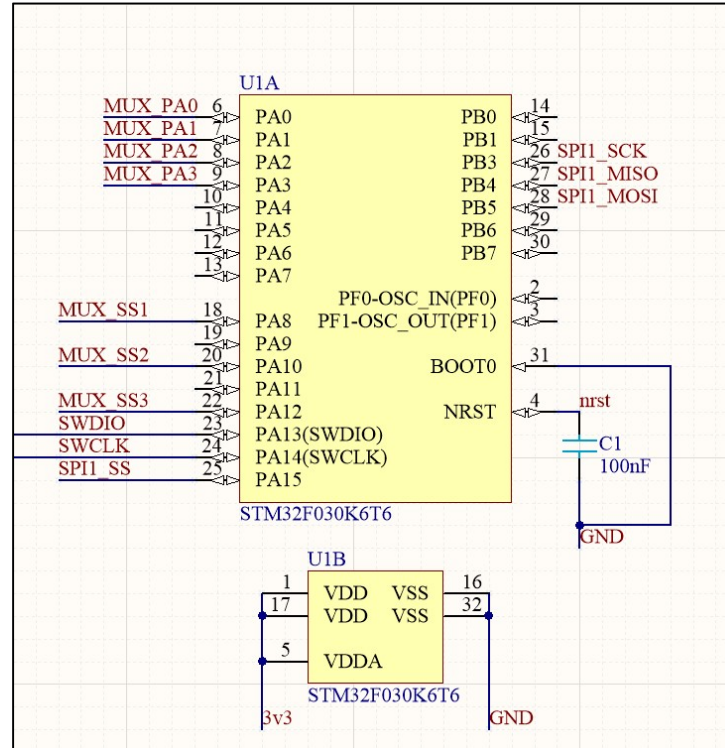 U1A
MUX_PA0 6 PA0 PB0 14
MUX_PA1 7 PA1 PB1 15
MUX_PA2 8 PA2 PB3 26 SPI1_SCK
MUX_PA3 9 PA3 PB4 27 SPI1_MISO
10 PA4 PB5 28 SPI1_MOSI
11 PA5 PB6 29
12 PA6 PB7 30
13 PA7
PF0-OSC_IN(PF0) 2
MUX_SS1 18 PA8 PF1-OSC_OUT(PF1) 3
19 PA9
MUX_SS2 20 PA10 BOOT0 31
21 PA11
MUX_SS3 22 PA12 NRST 4 nrst
SWDIO 23 PA13(SWDIO)
SWCLK 24 PA14(SWCLK)
SPI1_SS 25 PA15
C1
100nF
STM32F030K6T6
GND
U1B
1 VDD VSS 16
17 VDD VSS 32
5 VDDA
STM32F030K6T6
3v3 GND